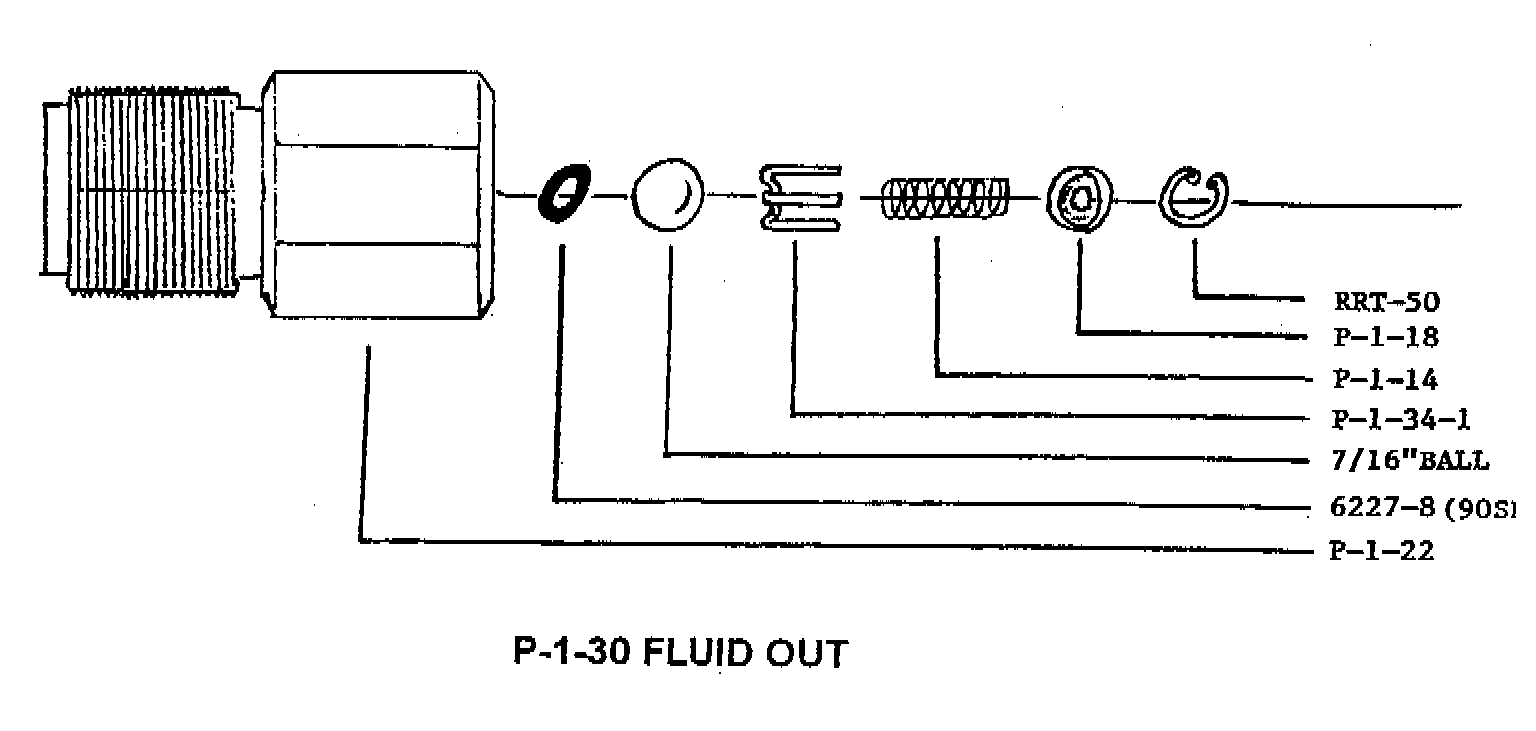 RRT-50
P-1-18
P-1-14
P-1-34-1
7/16"BALL
6227-8
P-1-22
P-1-30 FLUID OUT